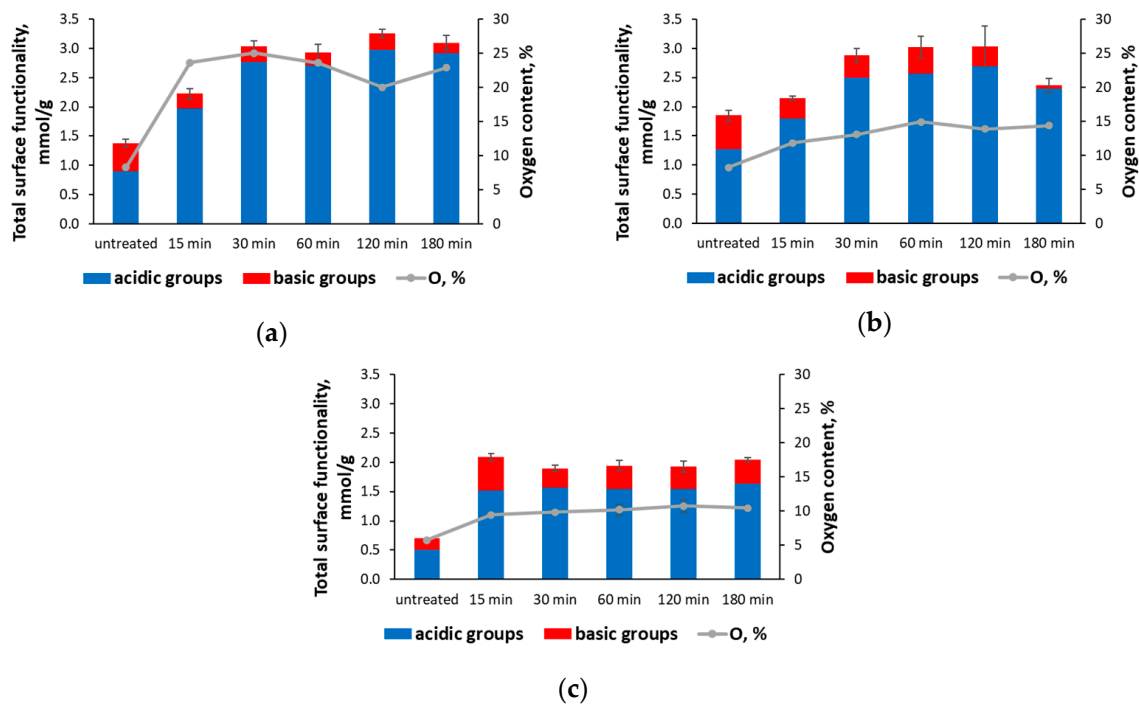 Total surface functionality,
mmol/g
3.5
3.0
2.5
2.0
1.5
1.0
0.5
0.0
30
25
20
15
10
5
0
Oxygen content, %
untreated 15 min 30 min 60 min 120 min 180 min
acidic groups basic groups O, %
(a)
Total surface functionality,
mmol/g
3.5
3.0
2.5
2.0
1.5
1.0
0.5
0.0
30
25
20
15
10
5
0
Oxygen content, %
untreated 15 min 30 min 60 min 120 min 180 min
acidic groups basic groups O, %
(b)
Total surface functionality,
mmol/g
3.5
3.0
2.5
2.0
1.5
1.0
0.5
0.0
30
25
20
15
10
5
0
Oxygen content, %
untreated 15 min 30 min 60 min 120 min 180 min
acidic groups basic groups O, %
(c)